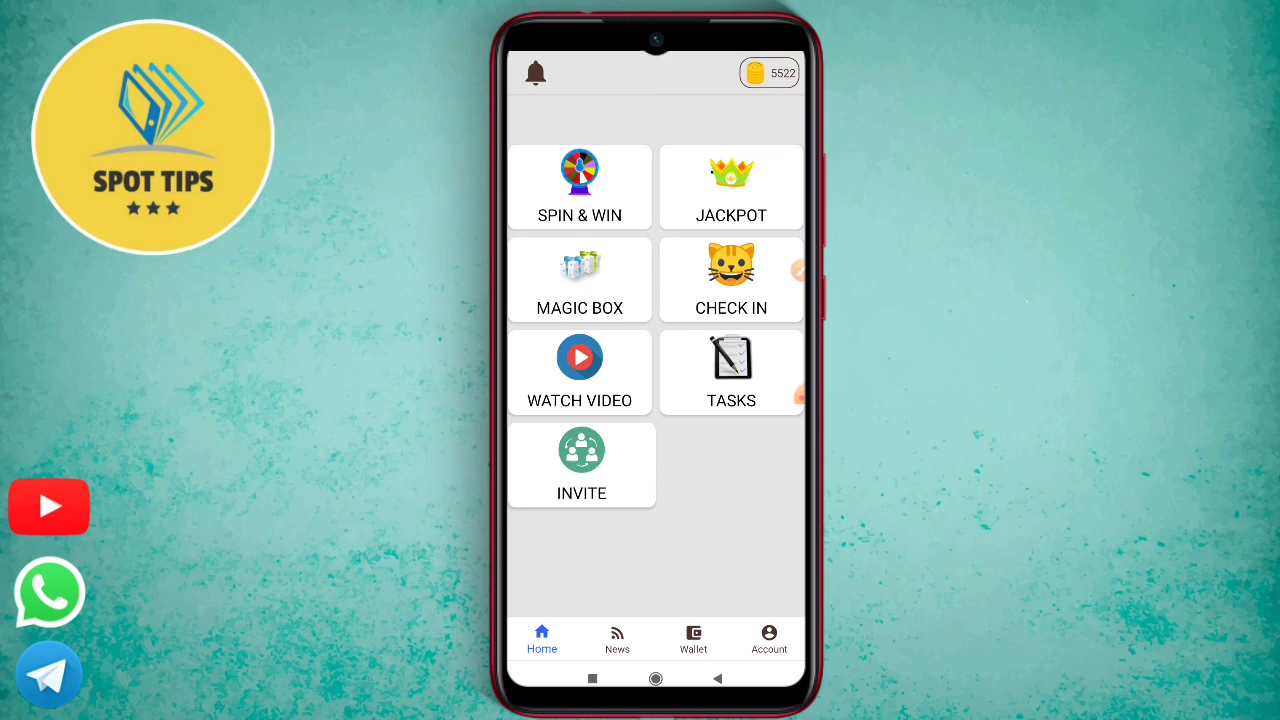 SPOT TIPS
5522
SPIN & WIN
JACKPOT
MAGIC BOX
CHECK IN
WATCH VIDEO
TASKS
INVITE
Home
News
Wallet
Account